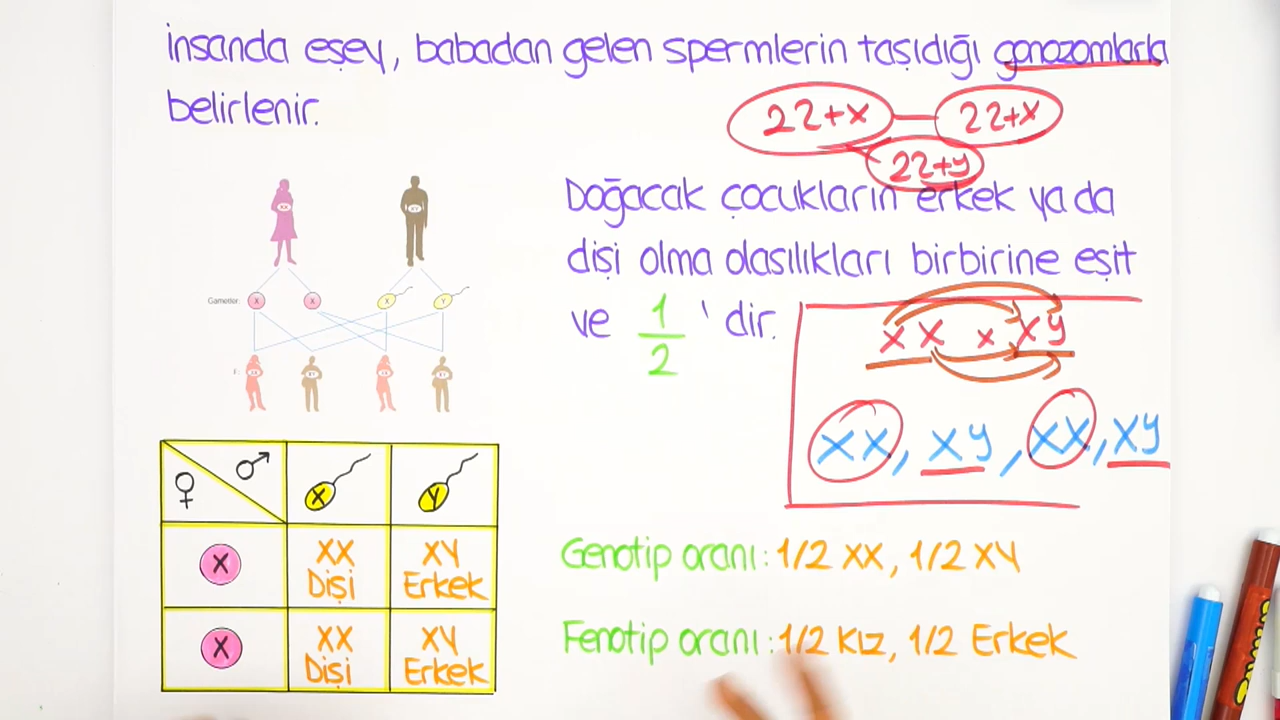 İnsanda eşey, babadan gelen spermlerin taşıdığı gonozomlarla
belirlenir.
22+x 22+x
22+y
Doğacak çocukların erkek ya da
dişi olma olasılıkları birbirine eşit
ve 1/2 'dir.
Gametler: X X X Y
XX x XY
XX, XY, XX, XY
♀ ♂ X Y
X XX Dişi XY Erkek
X XX Dişi XY Erkek
Genotip oranı: 1/2 XX, 1/2 XY
Fenotip oranı: 1/2 Kız, 1/2 Erkek